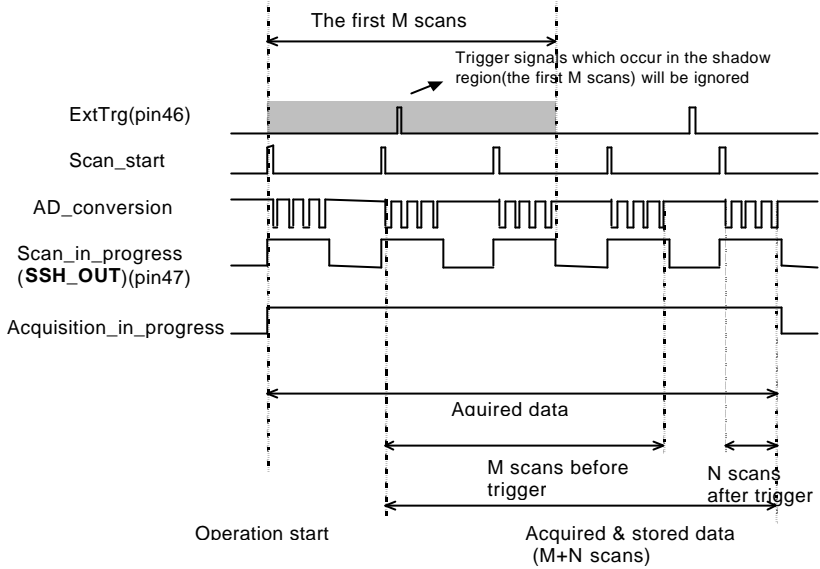 The first M scans
Trigger signals which occur in the shadow
region(the first M scans) will be ignored
ExtTrg(pin46)
Scan_start
AD_conversion
Scan_in_progress
(SSH_OUT)(pin47)
Acquisition_in_progress
Aquired data
M scans before
trigger
N scans
after trigger
Operation start
Acquired & stored data
(M+N scans)